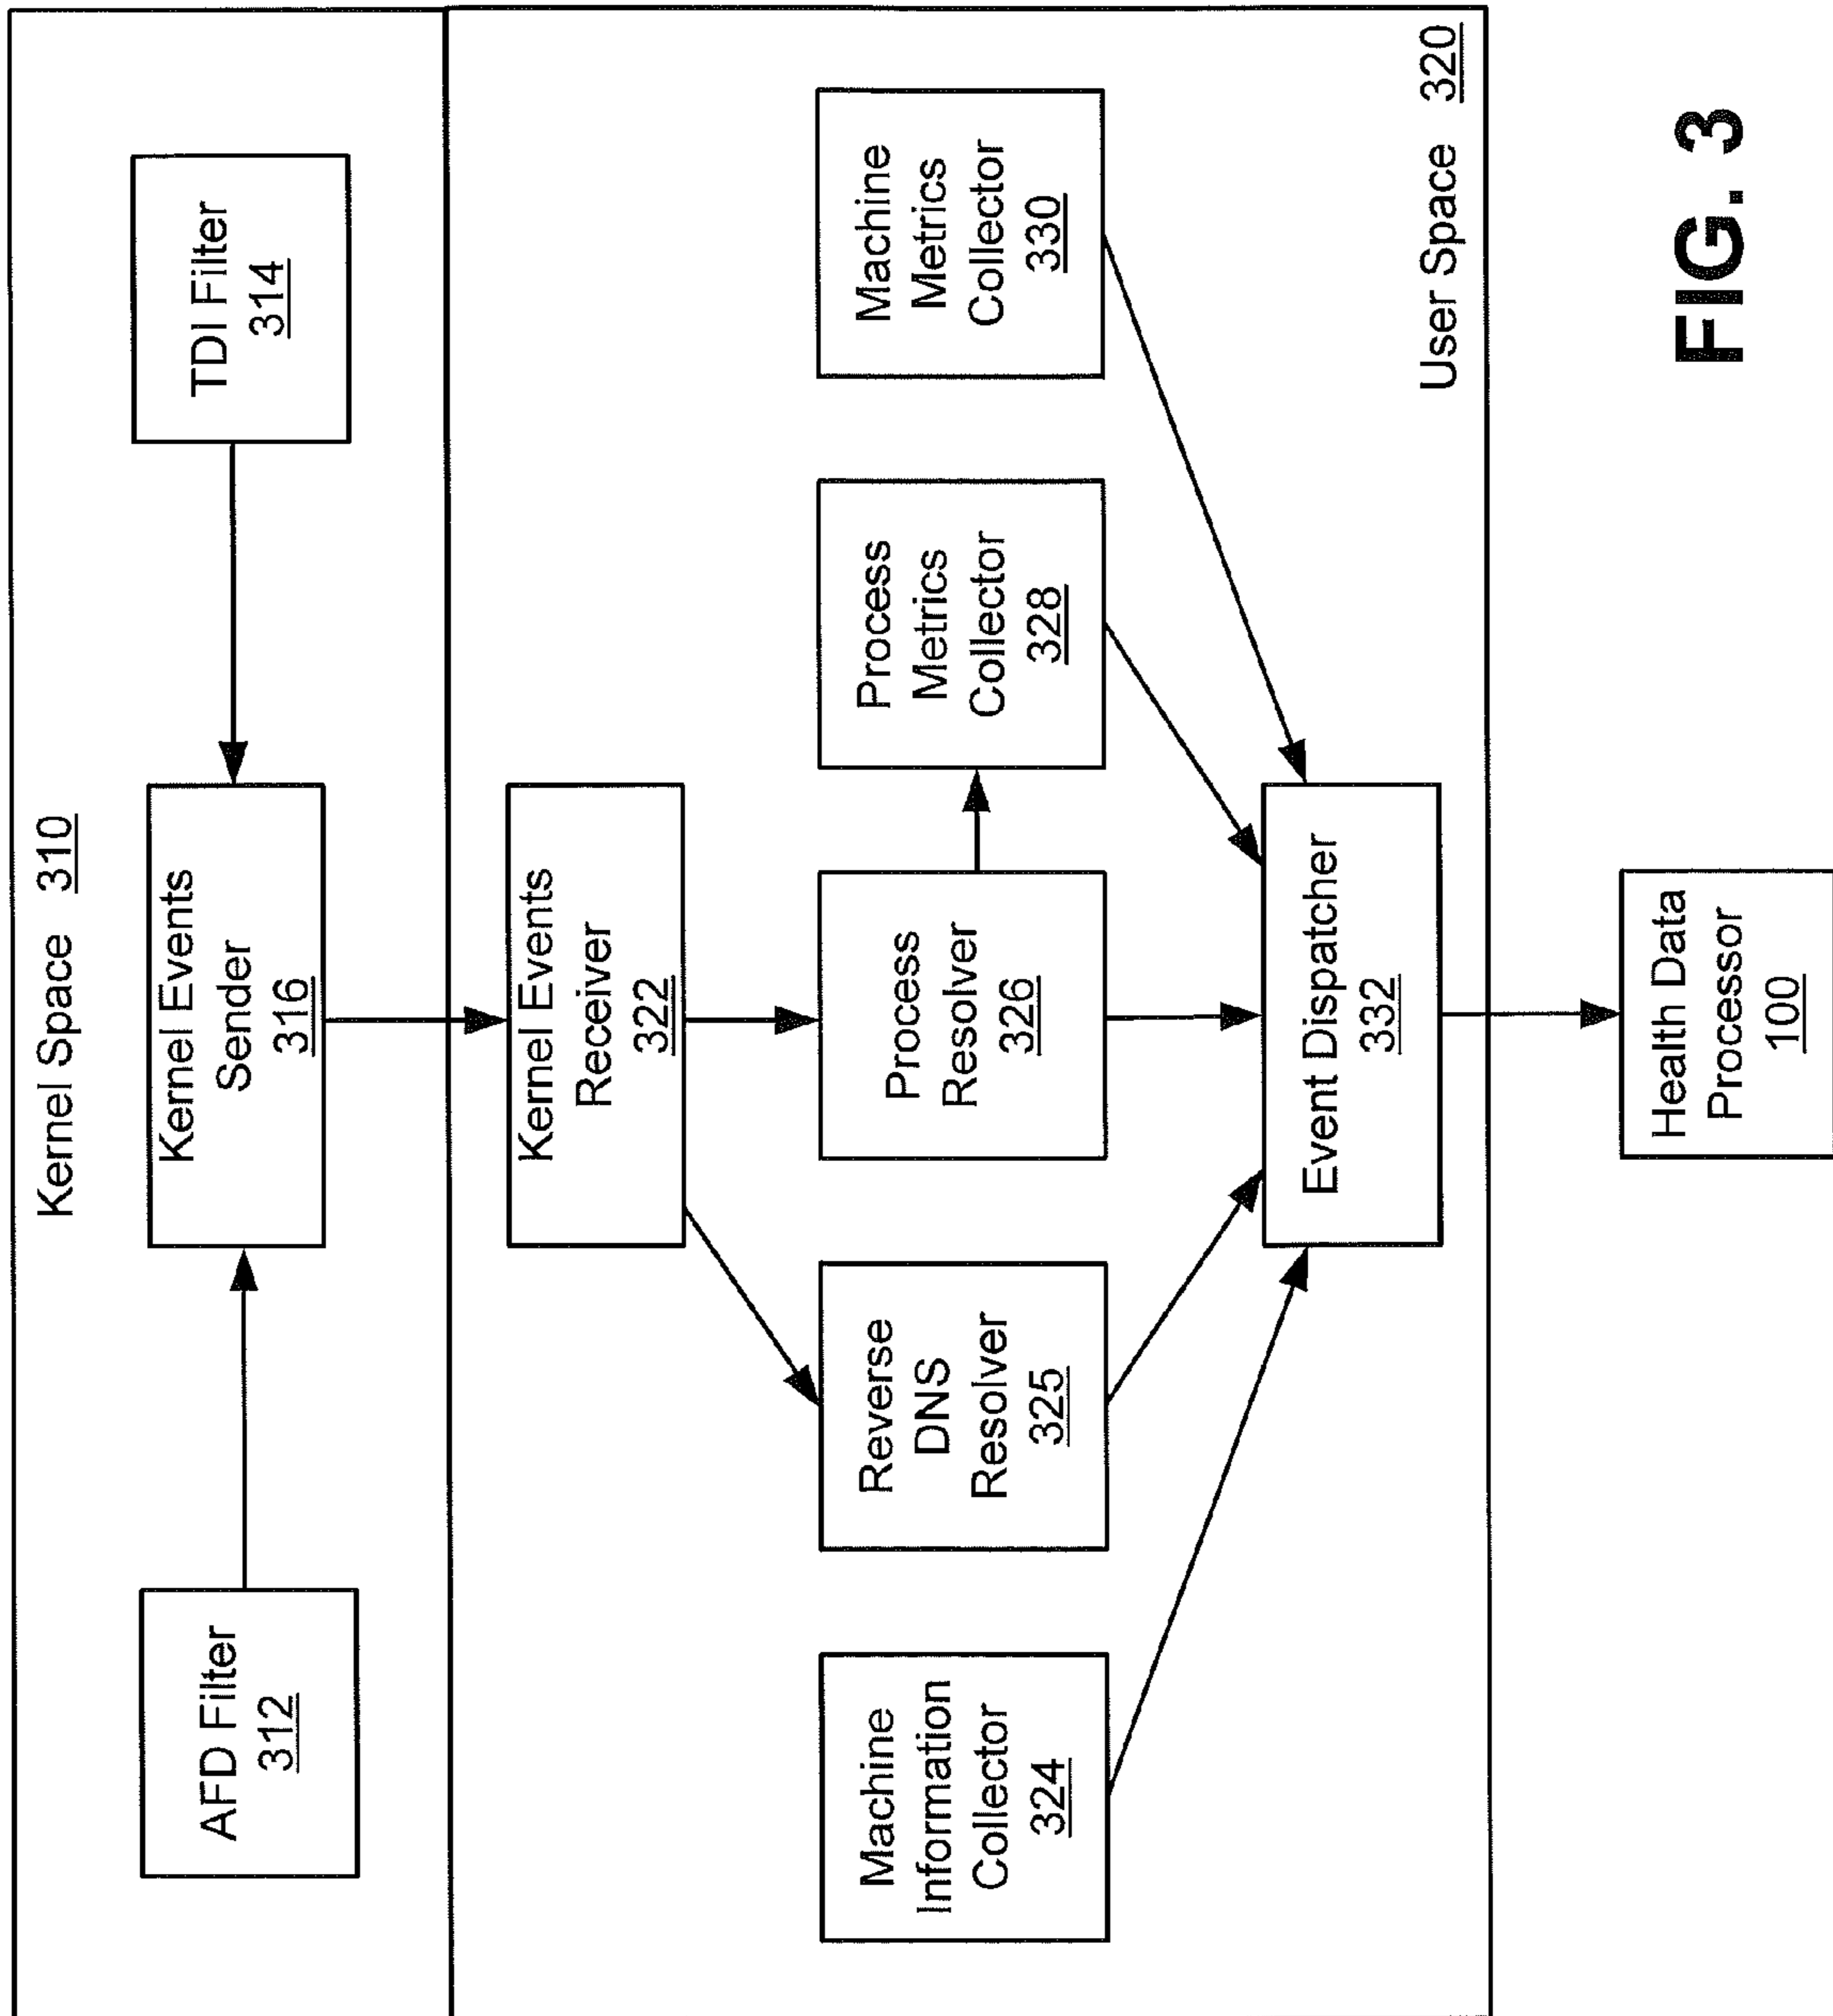 Kernel Space 310
AFD Filter
312
Kernel Events
Sender
316
TDI Filter
314
Kernel Events
Receiver
322
Machine
Information
Collector
324
Reverse
DNS
Resolver
325
Process
Resolver
326
Process
Metrics
Collector
328
Machine
Metrics
Collector
330
Event Dispatcher
332
User Space 320
Health Data
Processor
100
FIG. 3